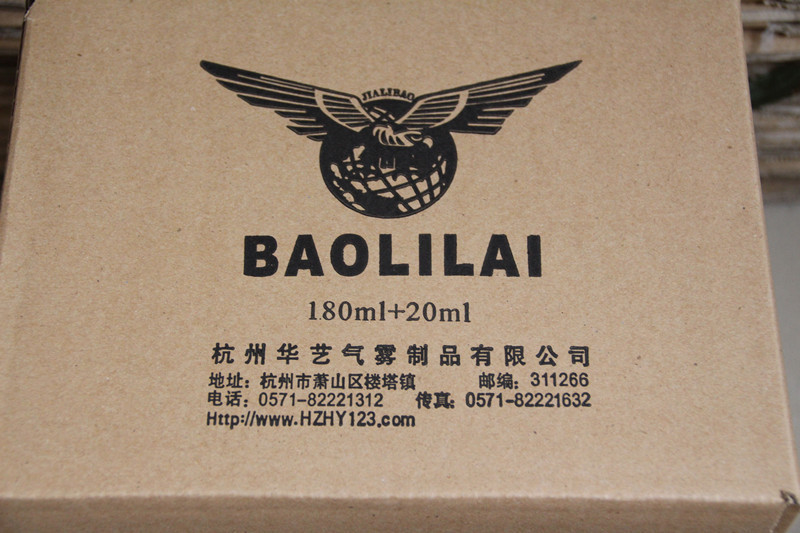 JIALIBAO
BAOLILAI
180ml+20ml
杭州华艺气雾制品有限公司
地址：杭州市萧山区楼塔镇 邮编：311266
电话：0571-82221312 传真：0571-82221632
Http://www.HZHY123.com